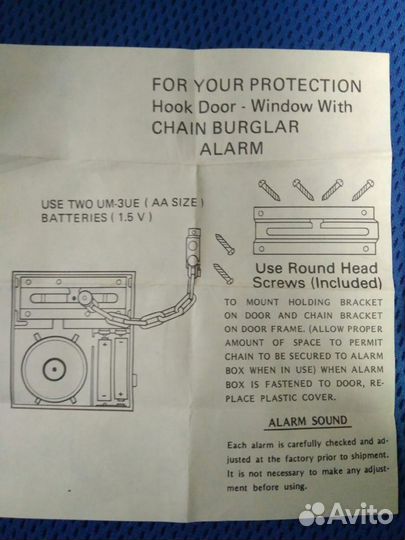 FOR YOUR PROTECTION
Hook Door - Window With
CHAIN BURGLAR
ALARM
USE TWO UM-3UE ( AA SIZE )
BATTERIES ( 1.5 V )
Use Round Head
Screws (Included)
TO MOUNT HOLDING BRACKET
ON DOOR AND CHAIN BRACKET
ON DOOR FRAME. (ALLOW PROPER
AMOUNT OF SPACE TO PERMIT
CHAIN TO BE SECURED TO ALARM
BOX WHEN IN USE) WHEN ALARM
BOX IS FASTENED TO DOOR, RE-
PLACE PLASTIC COVER.
ALARM SOUND
Each alarm is carefully checked and ad-
justed at the factory prior to shipment.
It is not necessary to make any adjust-
ment before using.
Avito